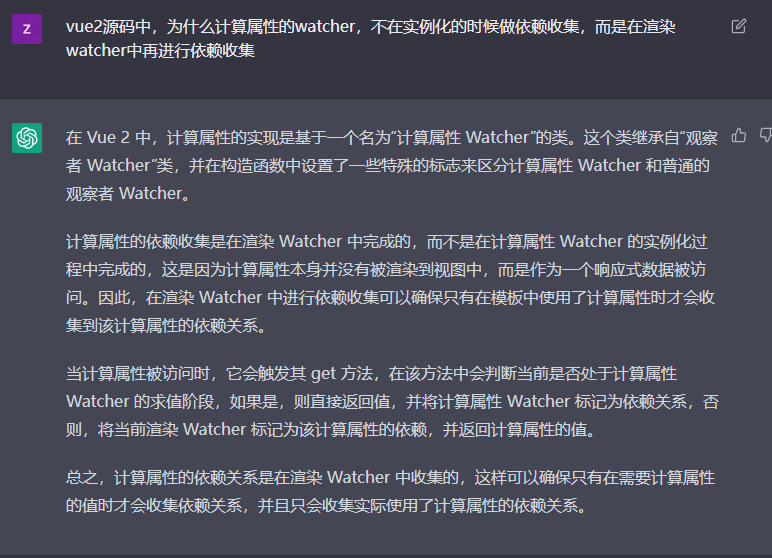 z
vue2源码中，为什么计算属性的watcher，不在实例化的时候做依赖收集，而是在渲染
watcher中再进行依赖收集
在 Vue 2 中，计算属性的实现是基于一个名为“计算属性 Watcher”的类。这个类继承自“观察
者 Watcher”类，并在构造函数中设置了一些特殊的标志来区分计算属性 Watcher 和普通的
观察者 Watcher。
计算属性的依赖收集是在渲染 Watcher 中完成的，而不是在计算属性 Watcher 的实例化过
程中完成的，这是因为计算属性本身并没有被渲染到视图中，而是作为一个响应式数据被访
问。因此，在渲染 Watcher 中进行依赖收集可以确保只有在模板中使用了计算属性时才会收
集到该计算属性的依赖关系。
当计算属性被访问时，它会触发其 get 方法，在该方法中会判断当前是否处于计算属性
Watcher 的求值阶段，如果是，则直接返回值，并将计算属性 Watcher 标记为依赖关系，否
则，将当前渲染 Watcher 标记为该计算属性的依赖，并返回计算属性的值。
总之，计算属性的依赖关系是在渲染 Watcher 中收集的，这样可以确保只有在需要计算属性
的值时才会收集依赖关系，并且只会收集实际使用了计算属性的依赖关系。